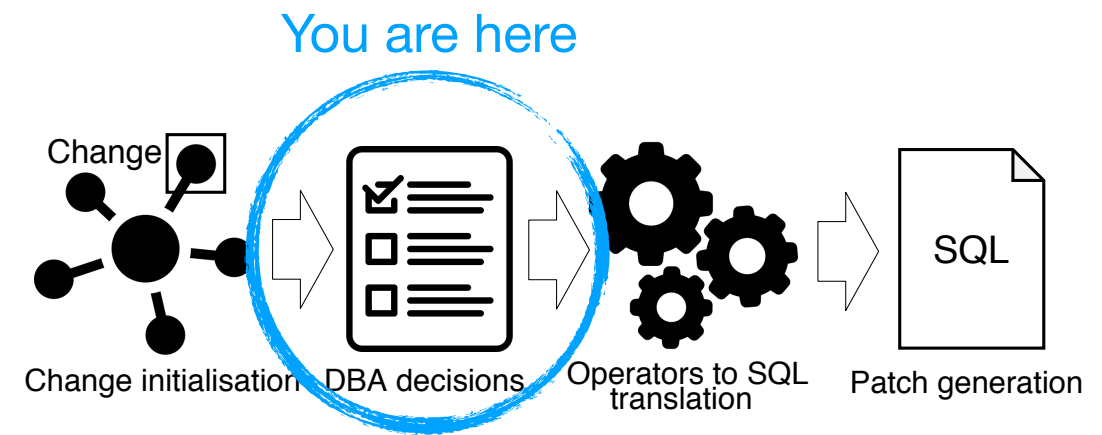 You are here
Change
SQL
Change initialisation
DBA decisions
Operators to SQL
translation
Patch generation